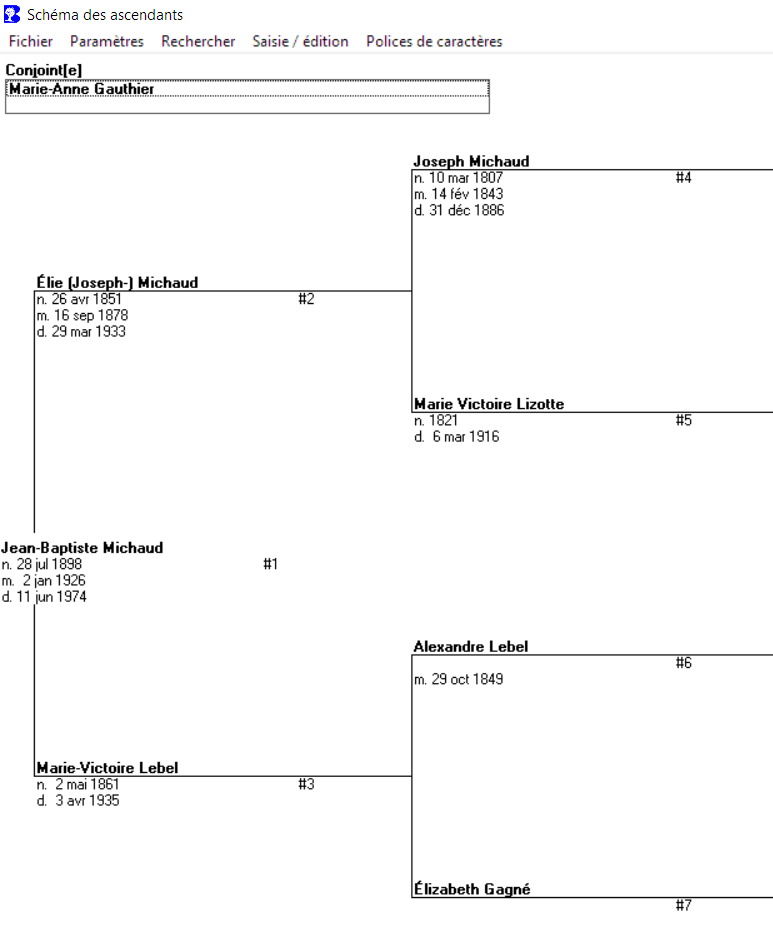 Schéma des ascendants
Fichier Paramètres Rechercher Saisie / édition Polices de caractères
Conjoint[e]
Marie-Anne Gauthier
Joseph Michaud
n. 10 mar 1807 #4
m. 14 fév 1843
d. 31 déc 1886
Élie (Joseph-) Michaud
n. 26 avr 1851 #2
m. 16 sep 1878
d. 29 mar 1933
Marie Victoire Lizotte
n. 1821 #5
d. 6 mar 1916
Jean-Baptiste Michaud
n. 28 jul 1898 #1
m. 2 jan 1926
d. 11 jun 1974
Alexandre Lebel
#6
m. 29 oct 1849
Marie-Victoire Lebel
n. 2 mai 1861 #3
d. 3 avr 1935
Élizabeth Gagné
#7